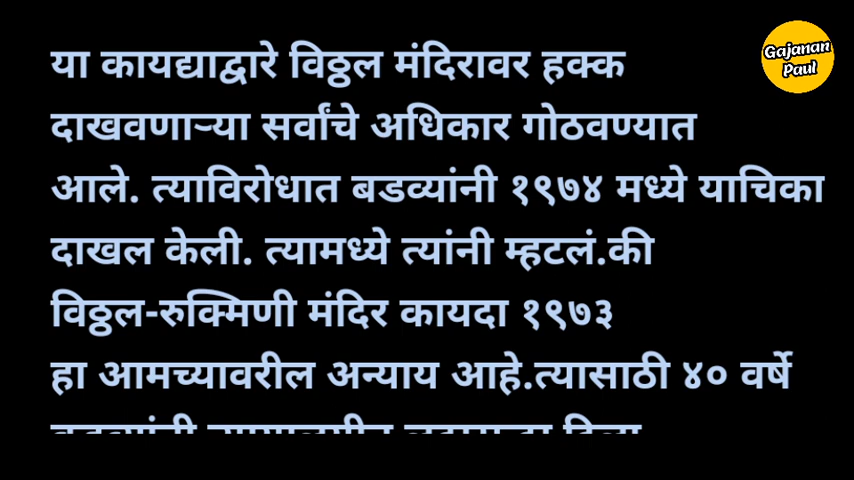 या कायद्याद्वारे विठ्ठल मंदिरावर हक्क
दाखवणाऱ्या सर्वांचे अधिकार गोठवण्यात
आले. त्याविरोधात बडव्यांनी १९७४ मध्ये याचिका
दाखल केली. त्यामध्ये त्यांनी म्हटलं.की
विठ्ठल-रुक्मिणी मंदिर कायदा १९७३
हा आमच्यावरील अन्याय आहे.त्यासाठी ४० वर्षे
Gajanan
Paul